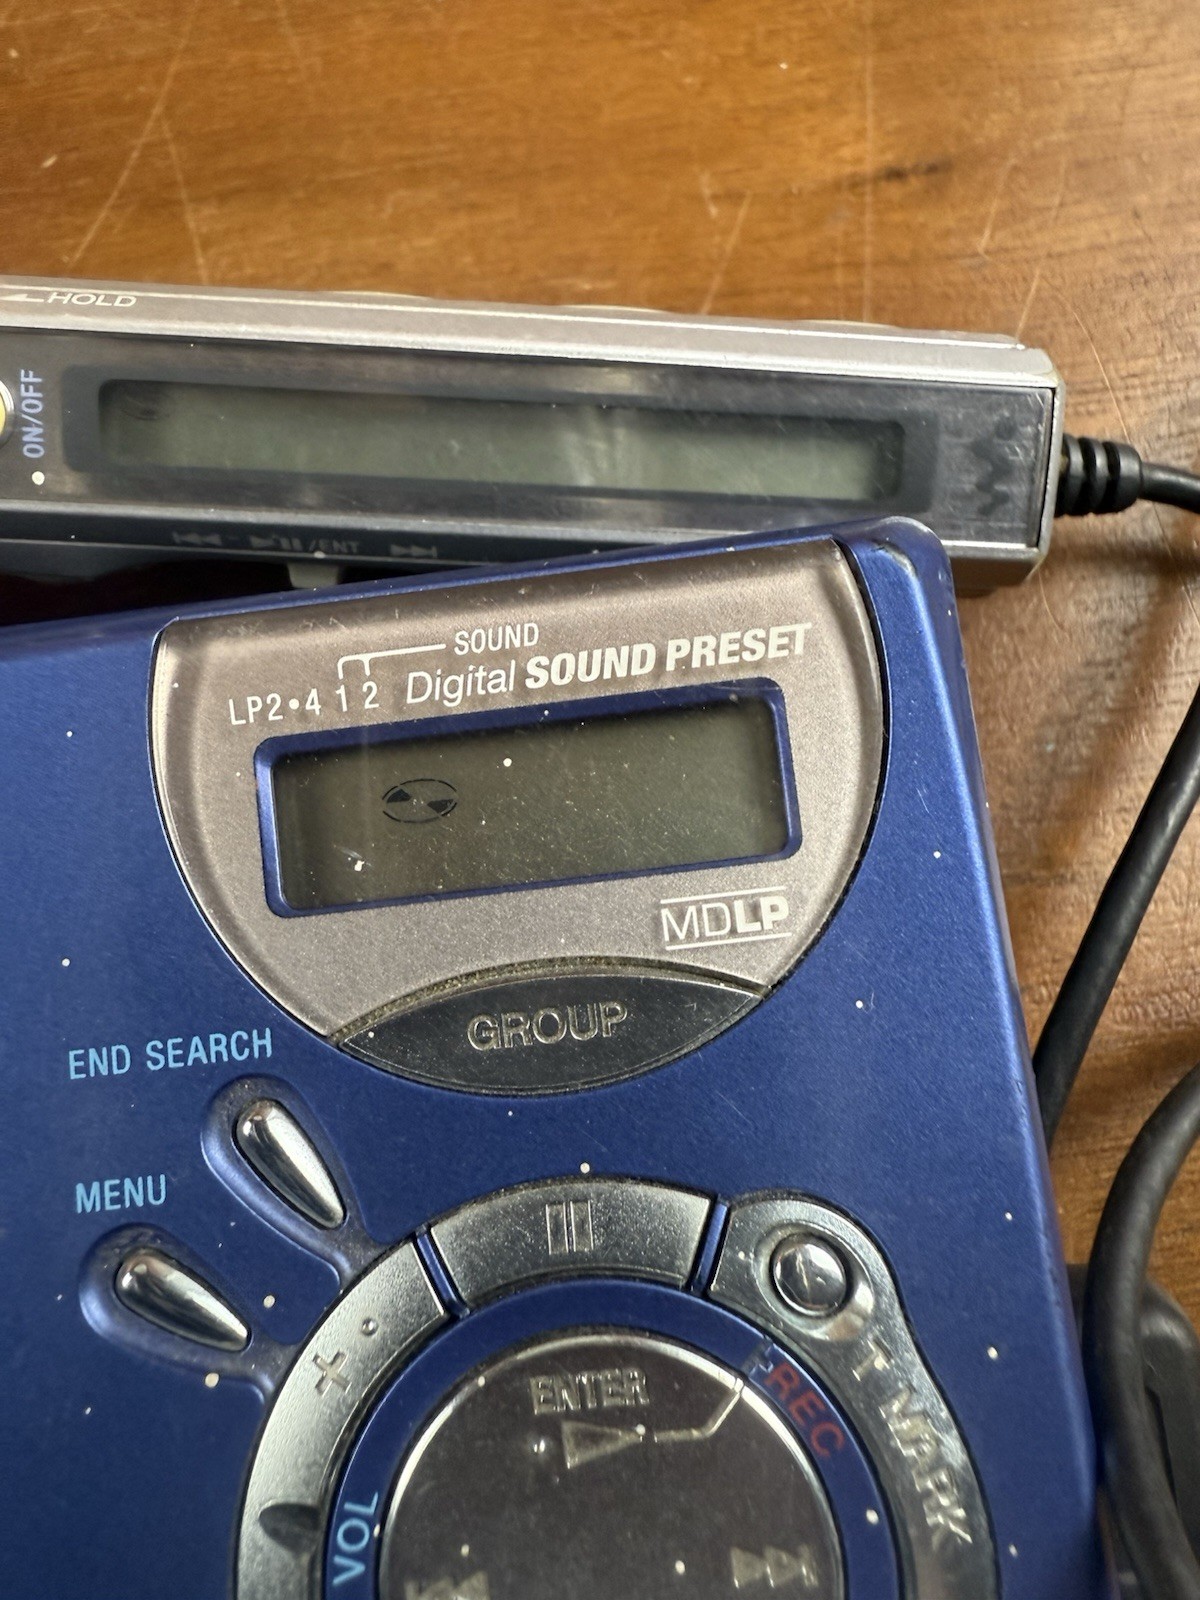 HOLD
ON/OFF
/ENT
SOUND
LP2•4 1 2 Digital SOUND PRESET
MDLP
GROUP
END SEARCH
MENU
+
ENTER
REC
T MARK
VOL